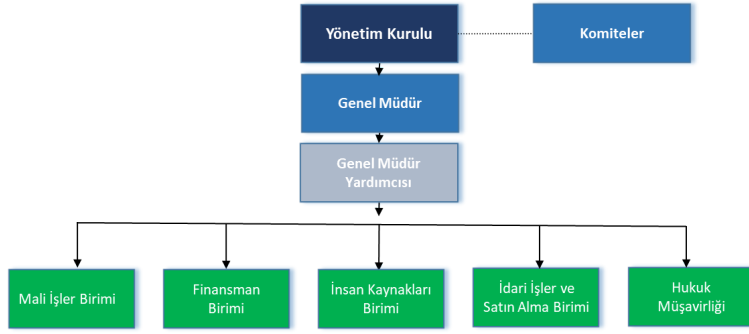 Yönetim Kurulu
Komiteler
Genel Müdür
Genel Müdür
Yardımcısı
Mali İşler Birimi
Finansman
Birimi
İnsan Kaynakları
Birimi
İdari İşler ve
Satın Alma Birimi
Hukuk
Müşavirliği